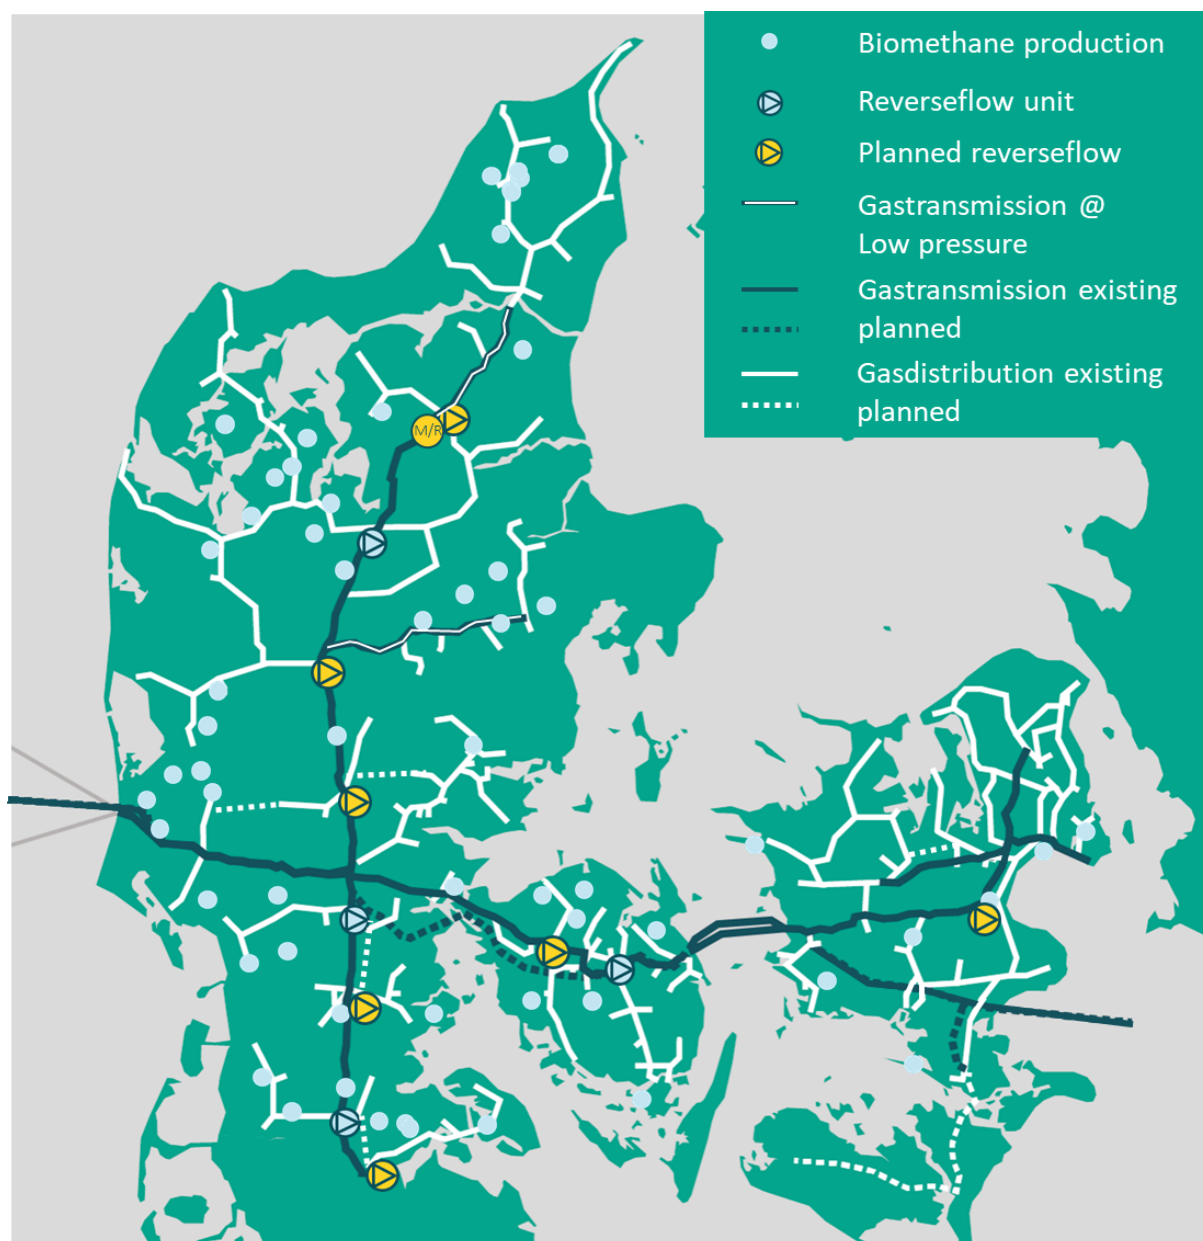 Biomethane production
Reverseflow unit
Planned reverseflow
Gastransmission @
Low pressure
Gastransmission existing
planned
Gasdistribution existing
planned
M/R